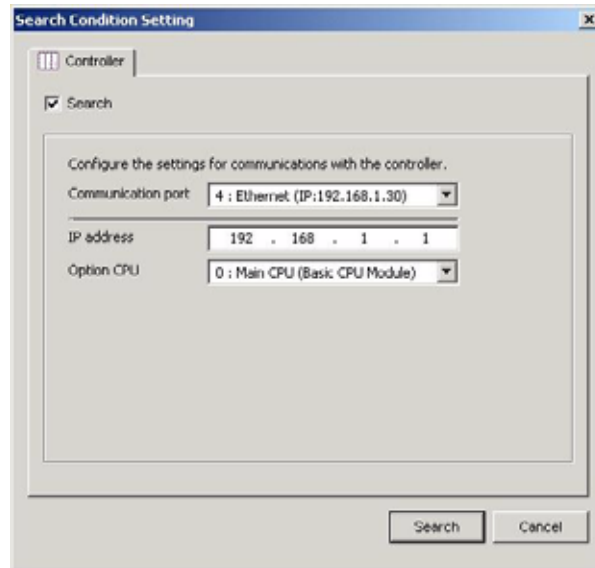 Search Condition Setting
Controller
Search
Configure the settings for communications with the controller.
Communication port 4 : Ethernet (IP:192.168.1.30)
IP address 192 . 168 . 1 . 1
Option CPU 0 : Main CPU (Basic CPU Module)
Search Cancel